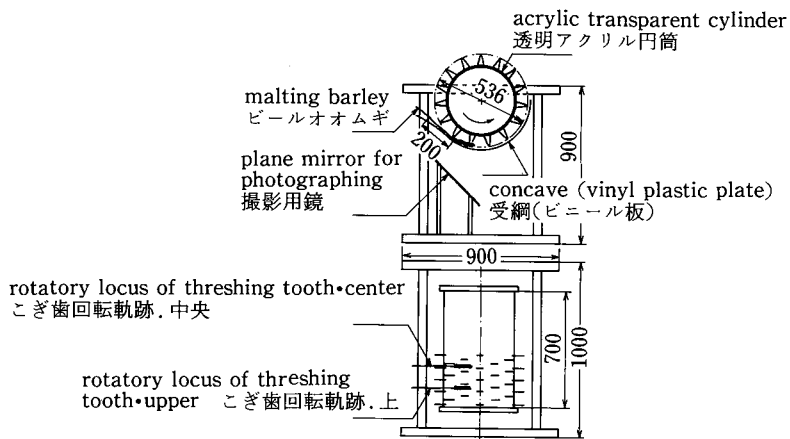 acrylic transparent cylinder
透明アクリル円筒
536
malting barley
ビールオオムギ
200
plane mirror for
photographing
撮影用鏡
900
concave (vinyl plastic plate)
受綱(ビニール板)
900
rotatory locus of threshing tooth•center
こぎ歯回転軌跡.中央
700
1000
rotatory locus of threshing
tooth•upper こぎ歯回転軌跡.上